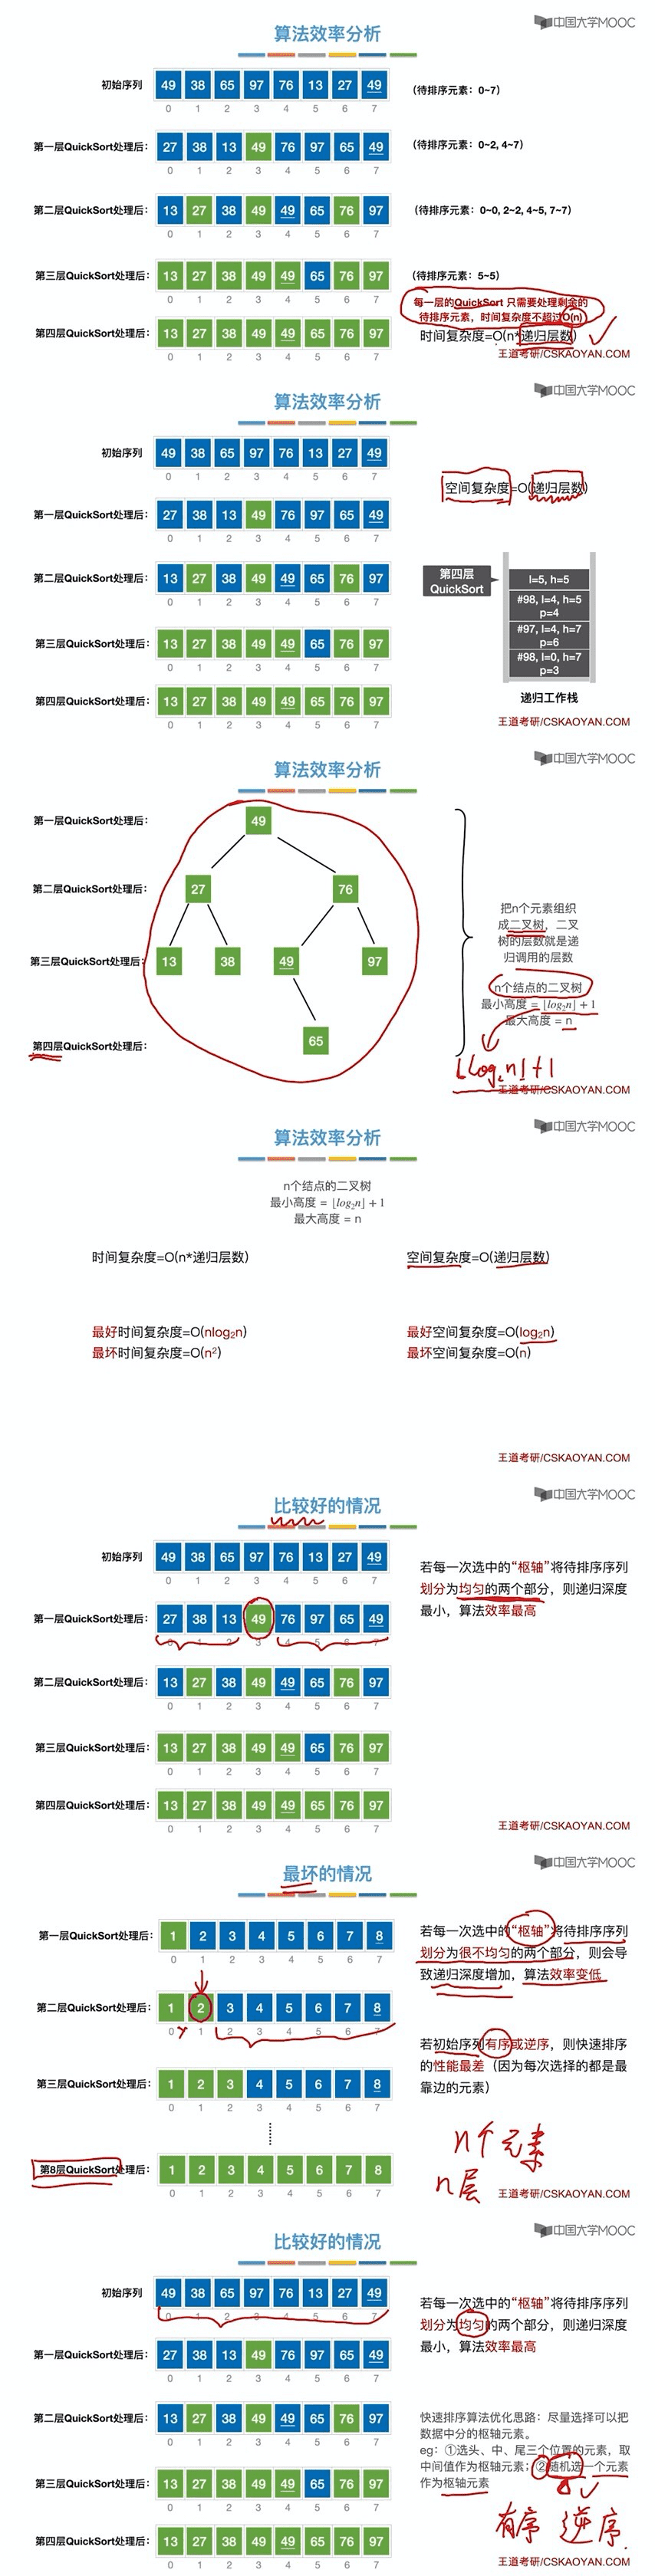 算法效率分析
中国大学MOOC
初始序列 49 38 65 97 76 13 27 49 (待排序元素：0~7)
0 1 2 3 4 5 6 7
第一层QuickSort处理后： 27 38 13 49 76 97 65 49 (待排序元素：0~2, 4~7)
0 1 2 3 4 5 6 7
第二层QuickSort处理后： 13 27 38 49 49 65 76 97 (待排序元素：0~0, 2~2, 4~5, 7~7)
0 1 2 3 4 5 6 7
第三层QuickSort处理后： 13 27 38 49 49 65 76 97 (待排序元素：5~5)
0 1 2 3 4 5 6 7
每一层的QuickSort 只需要处理剩余的
待排序元素，时间复杂度不超过O(n)
第四层QuickSort处理后： 13 27 38 49 49 65 76 97
时间复杂度=O(n*递归层数)
0 1 2 3 4 5 6 7
王道考研/CSKAOYAN.COM
算法效率分析
中国大学MOOC
初始序列 49 38 65 97 76 13 27 49
0 1 2 3 4 5 6 7
空间复杂度=O(递归层数)
第一层QuickSort处理后： 27 38 13 49 76 97 65 49
0 1 2 3 4 5 6 7
第二层QuickSort处理后： 13 27 38 49 49 65 76 97
0 1 2 3 4 5 6 7
第三层QuickSort处理后： 13 27 38 49 49 65 76 97
0 1 2 3 4 5 6 7
第四层QuickSort处理后： 13 27 38 49 49 65 76 97
0 1 2 3 4 5 6 7
第四层
QuickSort
l=5, h=5
#98, l=4, h=5
p=4
#97, l=4, h=7
p=6
#98, l=0, h=7
p=3
递归工作栈
王道考研/CSKAOYAN.COM
算法效率分析
中国大学MOOC
第一层QuickSort处理后： 49
第二层QuickSort处理后： 27 76
第三层QuickSort处理后： 13 38 49 97
第四层QuickSort处理后： 65
把n个元素组织
成二叉树，二叉
树的层数就是递
归调用的层数
n个结点的二叉树
最小高度 = ⌊log₂n⌋ + 1
最大高度 = n
⌊log₂n⌋+1
王道考研/CSKAOYAN.COM
算法效率分析
中国大学MOOC
n个结点的二叉树
最小高度 = ⌊log₂n⌋ + 1
最大高度 = n
时间复杂度=O(n*递归层数) 空间复杂度=O(递归层数)
最好时间复杂度=O(nlog₂n) 最好空间复杂度=O(log₂n)
最坏时间复杂度=O(n²) 最坏空间复杂度=O(n)
王道考研/CSKAOYAN.COM
比较好的情况
中国大学MOOC
初始序列 49 38 65 97 76 13 27 49
0 1 2 3 4 5 6 7
第一层QuickSort处理后： 27 38 13 49 76 97 65 49
0 1 2 3 4 5 6 7
第二层QuickSort处理后： 13 27 38 49 49 65 76 97
0 1 2 3 4 5 6 7
第三层QuickSort处理后： 13 27 38 49 49 65 76 97
0 1 2 3 4 5 6 7
第四层QuickSort处理后： 13 27 38 49 49 65 76 97
0 1 2 3 4 5 6 7
若每一次选中的“枢轴”将待排序序列
划分为均匀的两个部分，则递归深度
最小，算法效率最高
王道考研/CSKAOYAN.COM
最坏的情况
中国大学MOOC
第一层QuickSort处理后： 1 2 3 4 5 6 7 8
0 1 2 3 4 5 6 7
第二层QuickSort处理后： 1 2 3 4 5 6 7 8
0 1 2 3 4 5 6 7
第三层QuickSort处理后： 1 2 3 4 5 6 7 8
0 1 2 3 4 5 6 7
第8层QuickSort处理后： 1 2 3 4 5 6 7 8
0 1 2 3 4 5 6 7
若每一次选中的“枢轴”将待排序序列
划分为很不均匀的两个部分，则会导
致递归深度增加，算法效率变低
若初始序列有序或逆序，则快速排序
的性能最差（因为每次选择的都是最
靠边的元素）
n个元素
n层
王道考研/CSKAOYAN.COM
比较好的情况
中国大学MOOC
初始序列 49 38 65 97 76 13 27 49
0 1 2 3 4 5 6 7
第一层QuickSort处理后： 27 38 13 49 76 97 65 49
0 1 2 3 4 5 6 7
第二层QuickSort处理后： 13 27 38 49 49 65 76 97
0 1 2 3 4 5 6 7
第三层QuickSort处理后： 13 27 38 49 49 65 76 97
0 1 2 3 4 5 6 7
第四层QuickSort处理后： 13 27 38 49 49 65 76 97
0 1 2 3 4 5 6 7
若每一次选中的“枢轴”将待排序序列
划分为均匀的两个部分，则递归深度
最小，算法效率最高
快速排序算法优化思路：尽量选择可以把
数据中分的枢轴元素。
eg：①选头、中、尾三个位置的元素，取
中间值作为枢轴元素；②随机选一个元素
作为枢轴元素
有序 逆序
王道考研/CSKAOYAN.COM